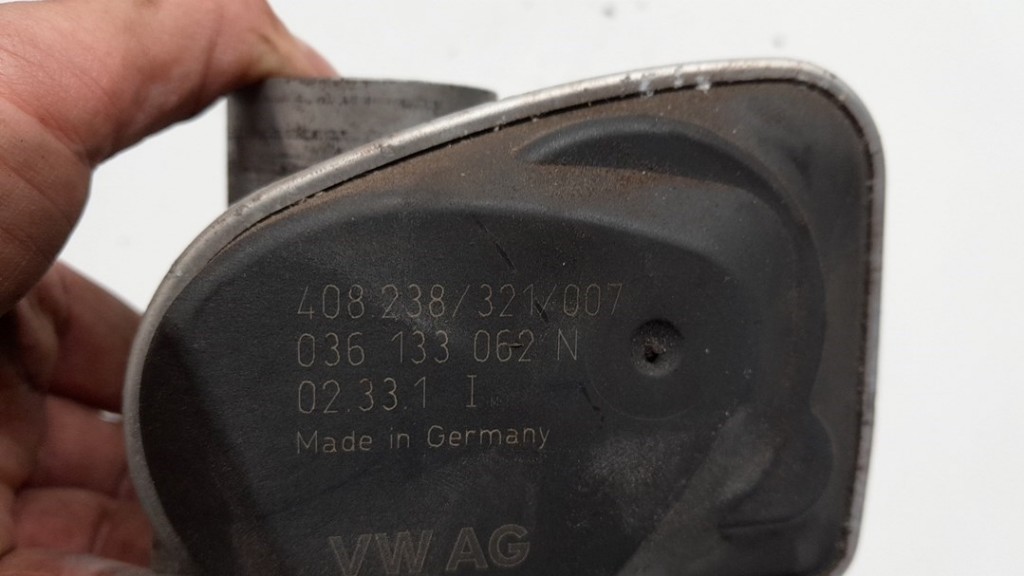 408.238/321/007
036 133 062 N
02.33.1 I
Made in Germany
VW AG